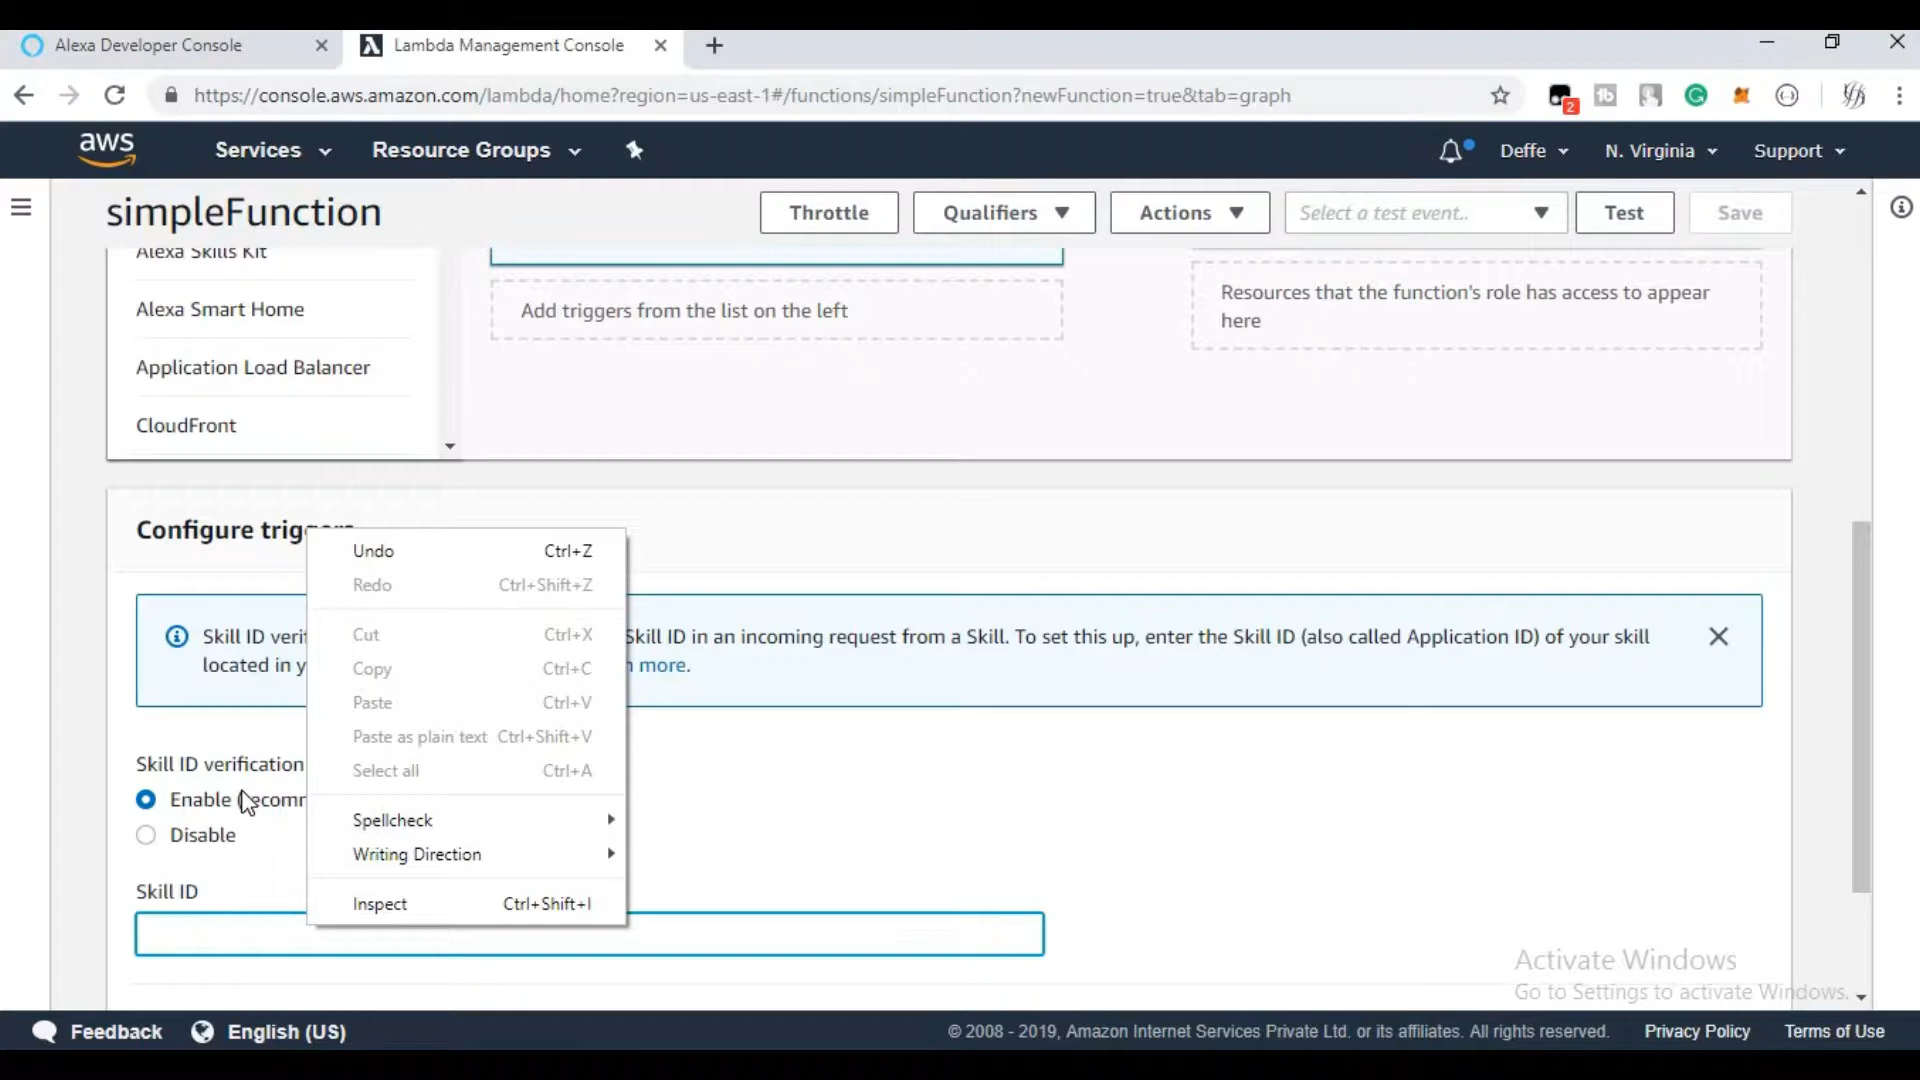 Alexa Developer Console
Lambda Management Console
https://console.aws.amazon.com/lambda/home?region=us-east-1#/functions/simpleFunction?newFunction=true&tab=graph
2
aws
Services
Resource Groups
Deffe
N. Virginia
Support
simpleFunction
Throttle
Qualifiers
Actions
Select a test event..
Test
Save
Alexa Skills Kit
Alexa Smart Home
Application Load Balancer
CloudFront
Add triggers from the list on the left
Resources that the function's role has access to appear
here
Configure triggers
Undo Ctrl+Z
Redo Ctrl+Shift+Z
Cut Ctrl+X
Copy Ctrl+C
Paste Ctrl+V
Paste as plain text Ctrl+Shift+V
Select all Ctrl+A
Spellcheck
Writing Direction
Inspect Ctrl+Shift+I
Skill ID Skill ID in an incoming request from a Skill. To set this up, enter the Skill ID (also called Application ID) of your skill
located in more.
Skill ID verification
Enable
Disable
Skill ID
Activate Windows
Go to Settings to activate Windows.
Feedback
English (US)
© 2008 - 2019, Amazon Internet Services Private Ltd. or its affiliates. All rights reserved.
Privacy Policy
Terms of Use